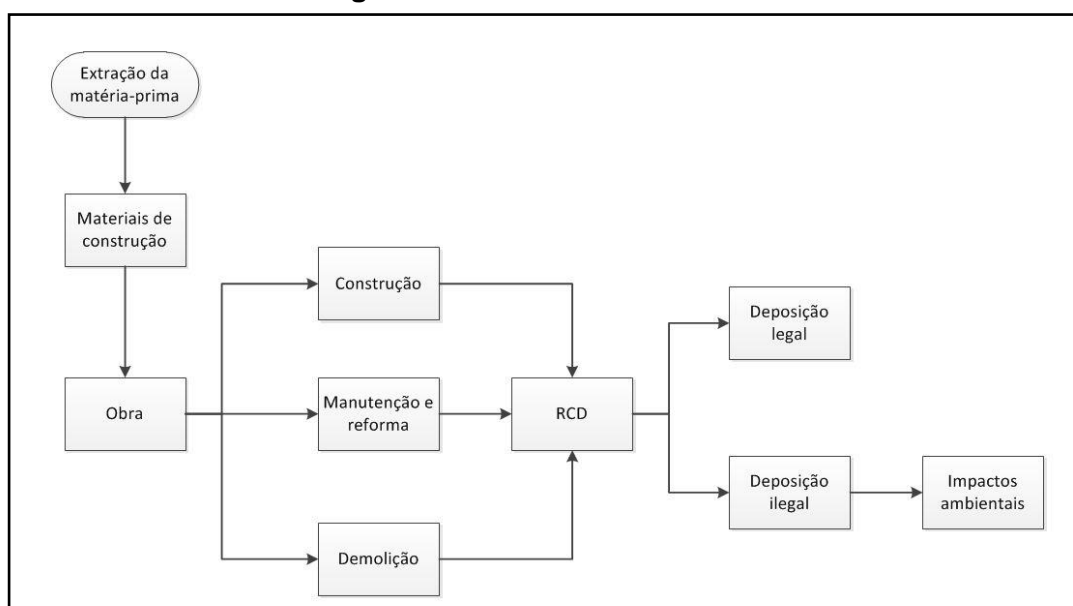 Extração da
matéria-prima
Materiais de
construção
Obra
Construção
Manutenção e
reforma
Demolição
RCD
Deposição
legal
Deposição
ilegal
Impactos
ambientais